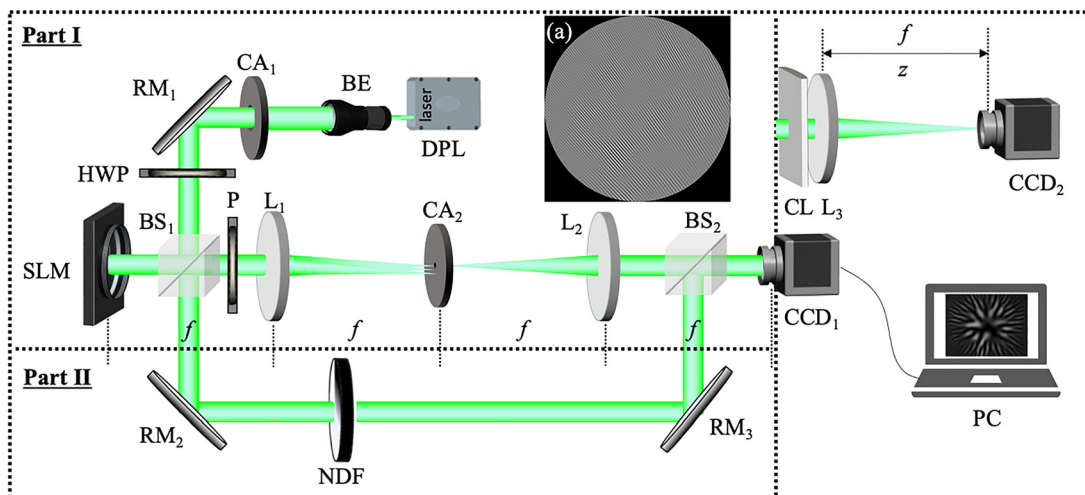 Part I
(a)
f
z
CA1
BE
RM1
laser
DPL
HWP
CCD2
P
L1
CA2
L2
BS2
CL
L3
BS1
SLM
CCD1
f
f
f
f
Part II
RM2
NDF
RM3
PC